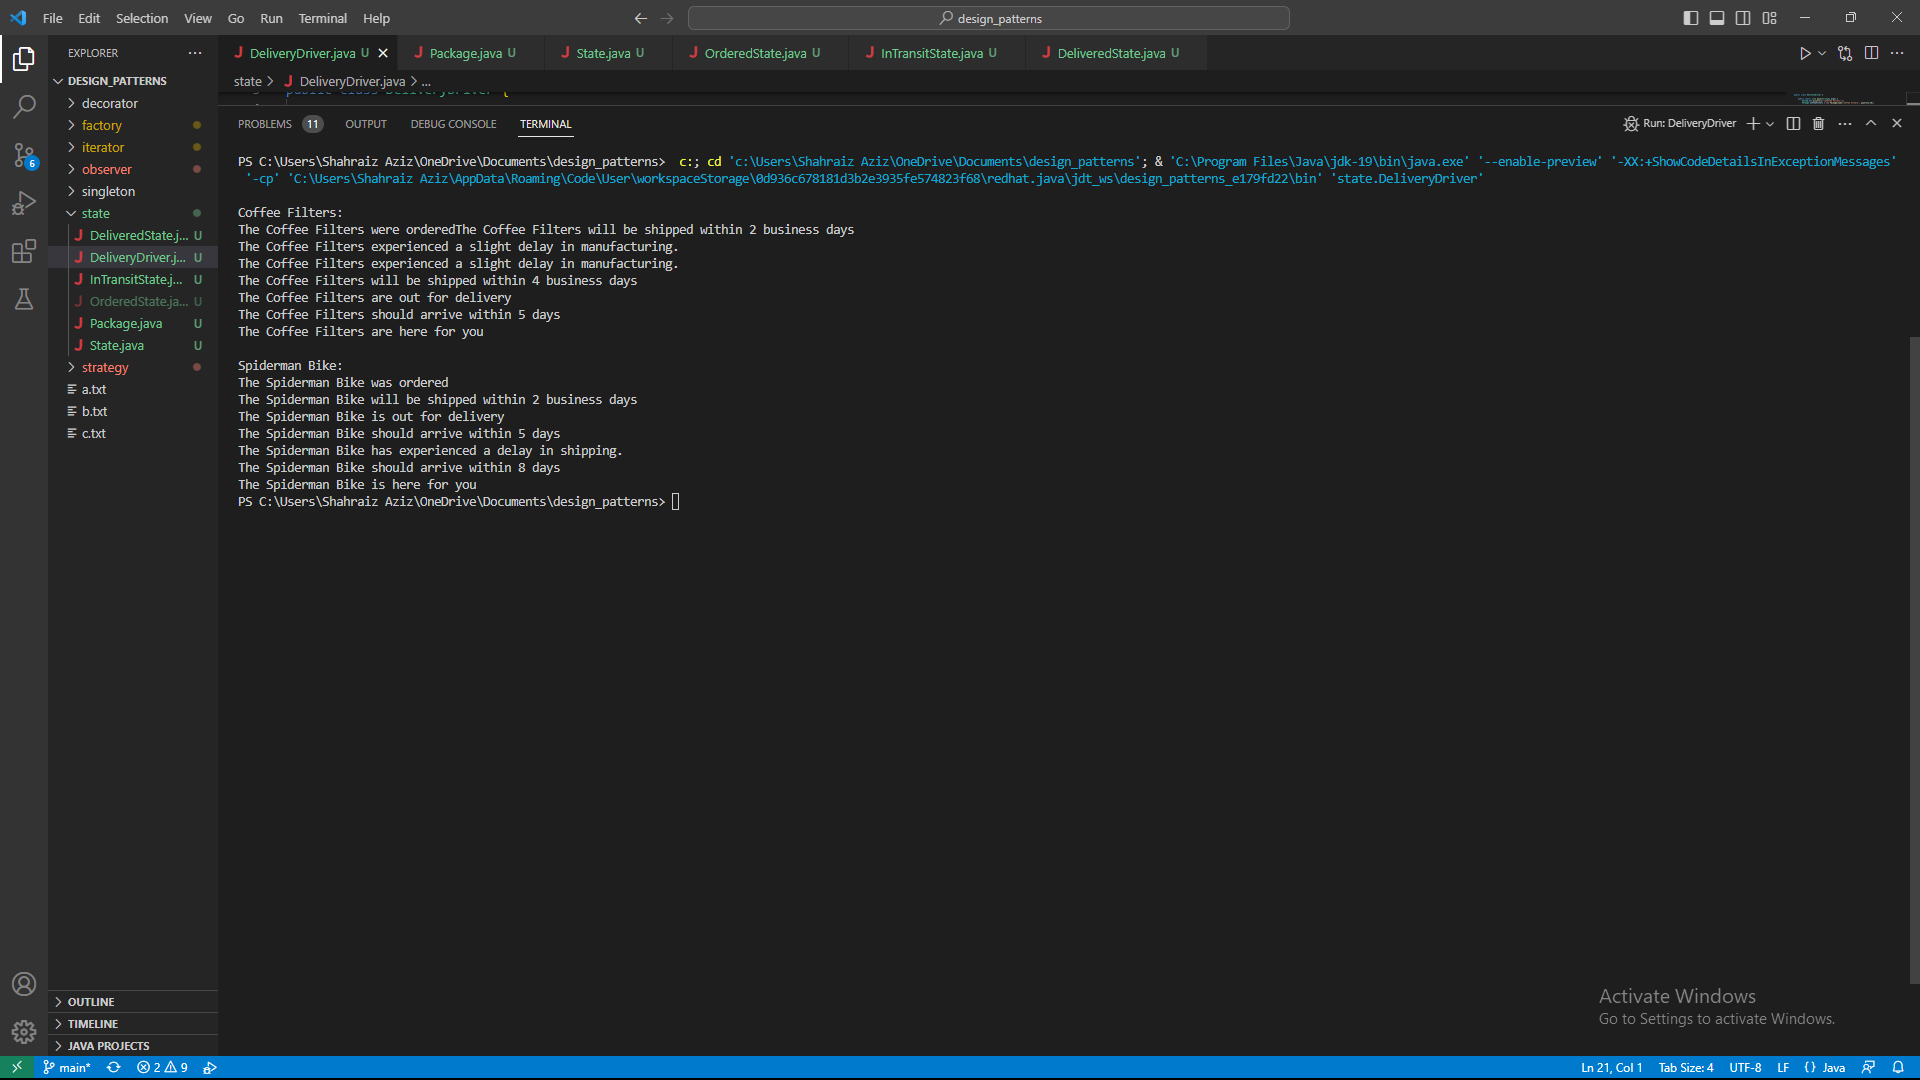 File Edit Selection View Go Run Terminal Help
design_patterns
EXPLORER
DESIGN_PATTERNS
decorator
factory
iterator
observer
singleton
state
DeliveredState.j... U
DeliveryDriver.j... U
InTransitState.j... U
OrderedState.ja... U
Package.java U
State.java U
strategy
a.txt
b.txt
c.txt
OUTLINE
TIMELINE
JAVA PROJECTS
6
DeliveryDriver.java U Package.java U State.java U OrderedState.java U InTransitState.java U DeliveredState.java U
state > DeliveryDriver.java > ...
public class DeliveryDriver {
PROBLEMS 11 OUTPUT DEBUG CONSOLE TERMINAL
Run: DeliveryDriver
PS C:\Users\Shahraiz Aziz\OneDrive\Documents\design_patterns>  c:; cd 'c:\Users\Shahraiz Aziz\OneDrive\Documents\design_patterns'; & 'C:\Program Files\Java\jdk-19\bin\java.exe' '--enable-preview' '-XX:+ShowCodeDetailsInExceptionMessages'
'-cp' 'C:\Users\Shahraiz Aziz\AppData\Roaming\Code\User\workspaceStorage\0d936c678181d3b2e3935fe574823f68\redhat.java\jdt_ws\design_patterns_e179fd22\bin' 'state.DeliveryDriver'
Coffee Filters:
The Coffee Filters were orderedThe Coffee Filters will be shipped within 2 business days
The Coffee Filters experienced a slight delay in manufacturing.
The Coffee Filters experienced a slight delay in manufacturing.
The Coffee Filters will be shipped within 4 business days
The Coffee Filters are out for delivery
The Coffee Filters should arrive within 5 days
The Coffee Filters are here for you
Spiderman Bike:
The Spiderman Bike was ordered
The Spiderman Bike will be shipped within 2 business days
The Spiderman Bike is out for delivery
The Spiderman Bike should arrive within 5 days
The Spiderman Bike has experienced a delay in shipping.
The Spiderman Bike should arrive within 8 days
The Spiderman Bike is here for you
PS C:\Users\Shahraiz Aziz\OneDrive\Documents\design_patterns>
Activate Windows
Go to Settings to activate Windows.
main* 2 9
Ln 21, Col 1 Tab Size: 4 UTF-8 LF {} Java